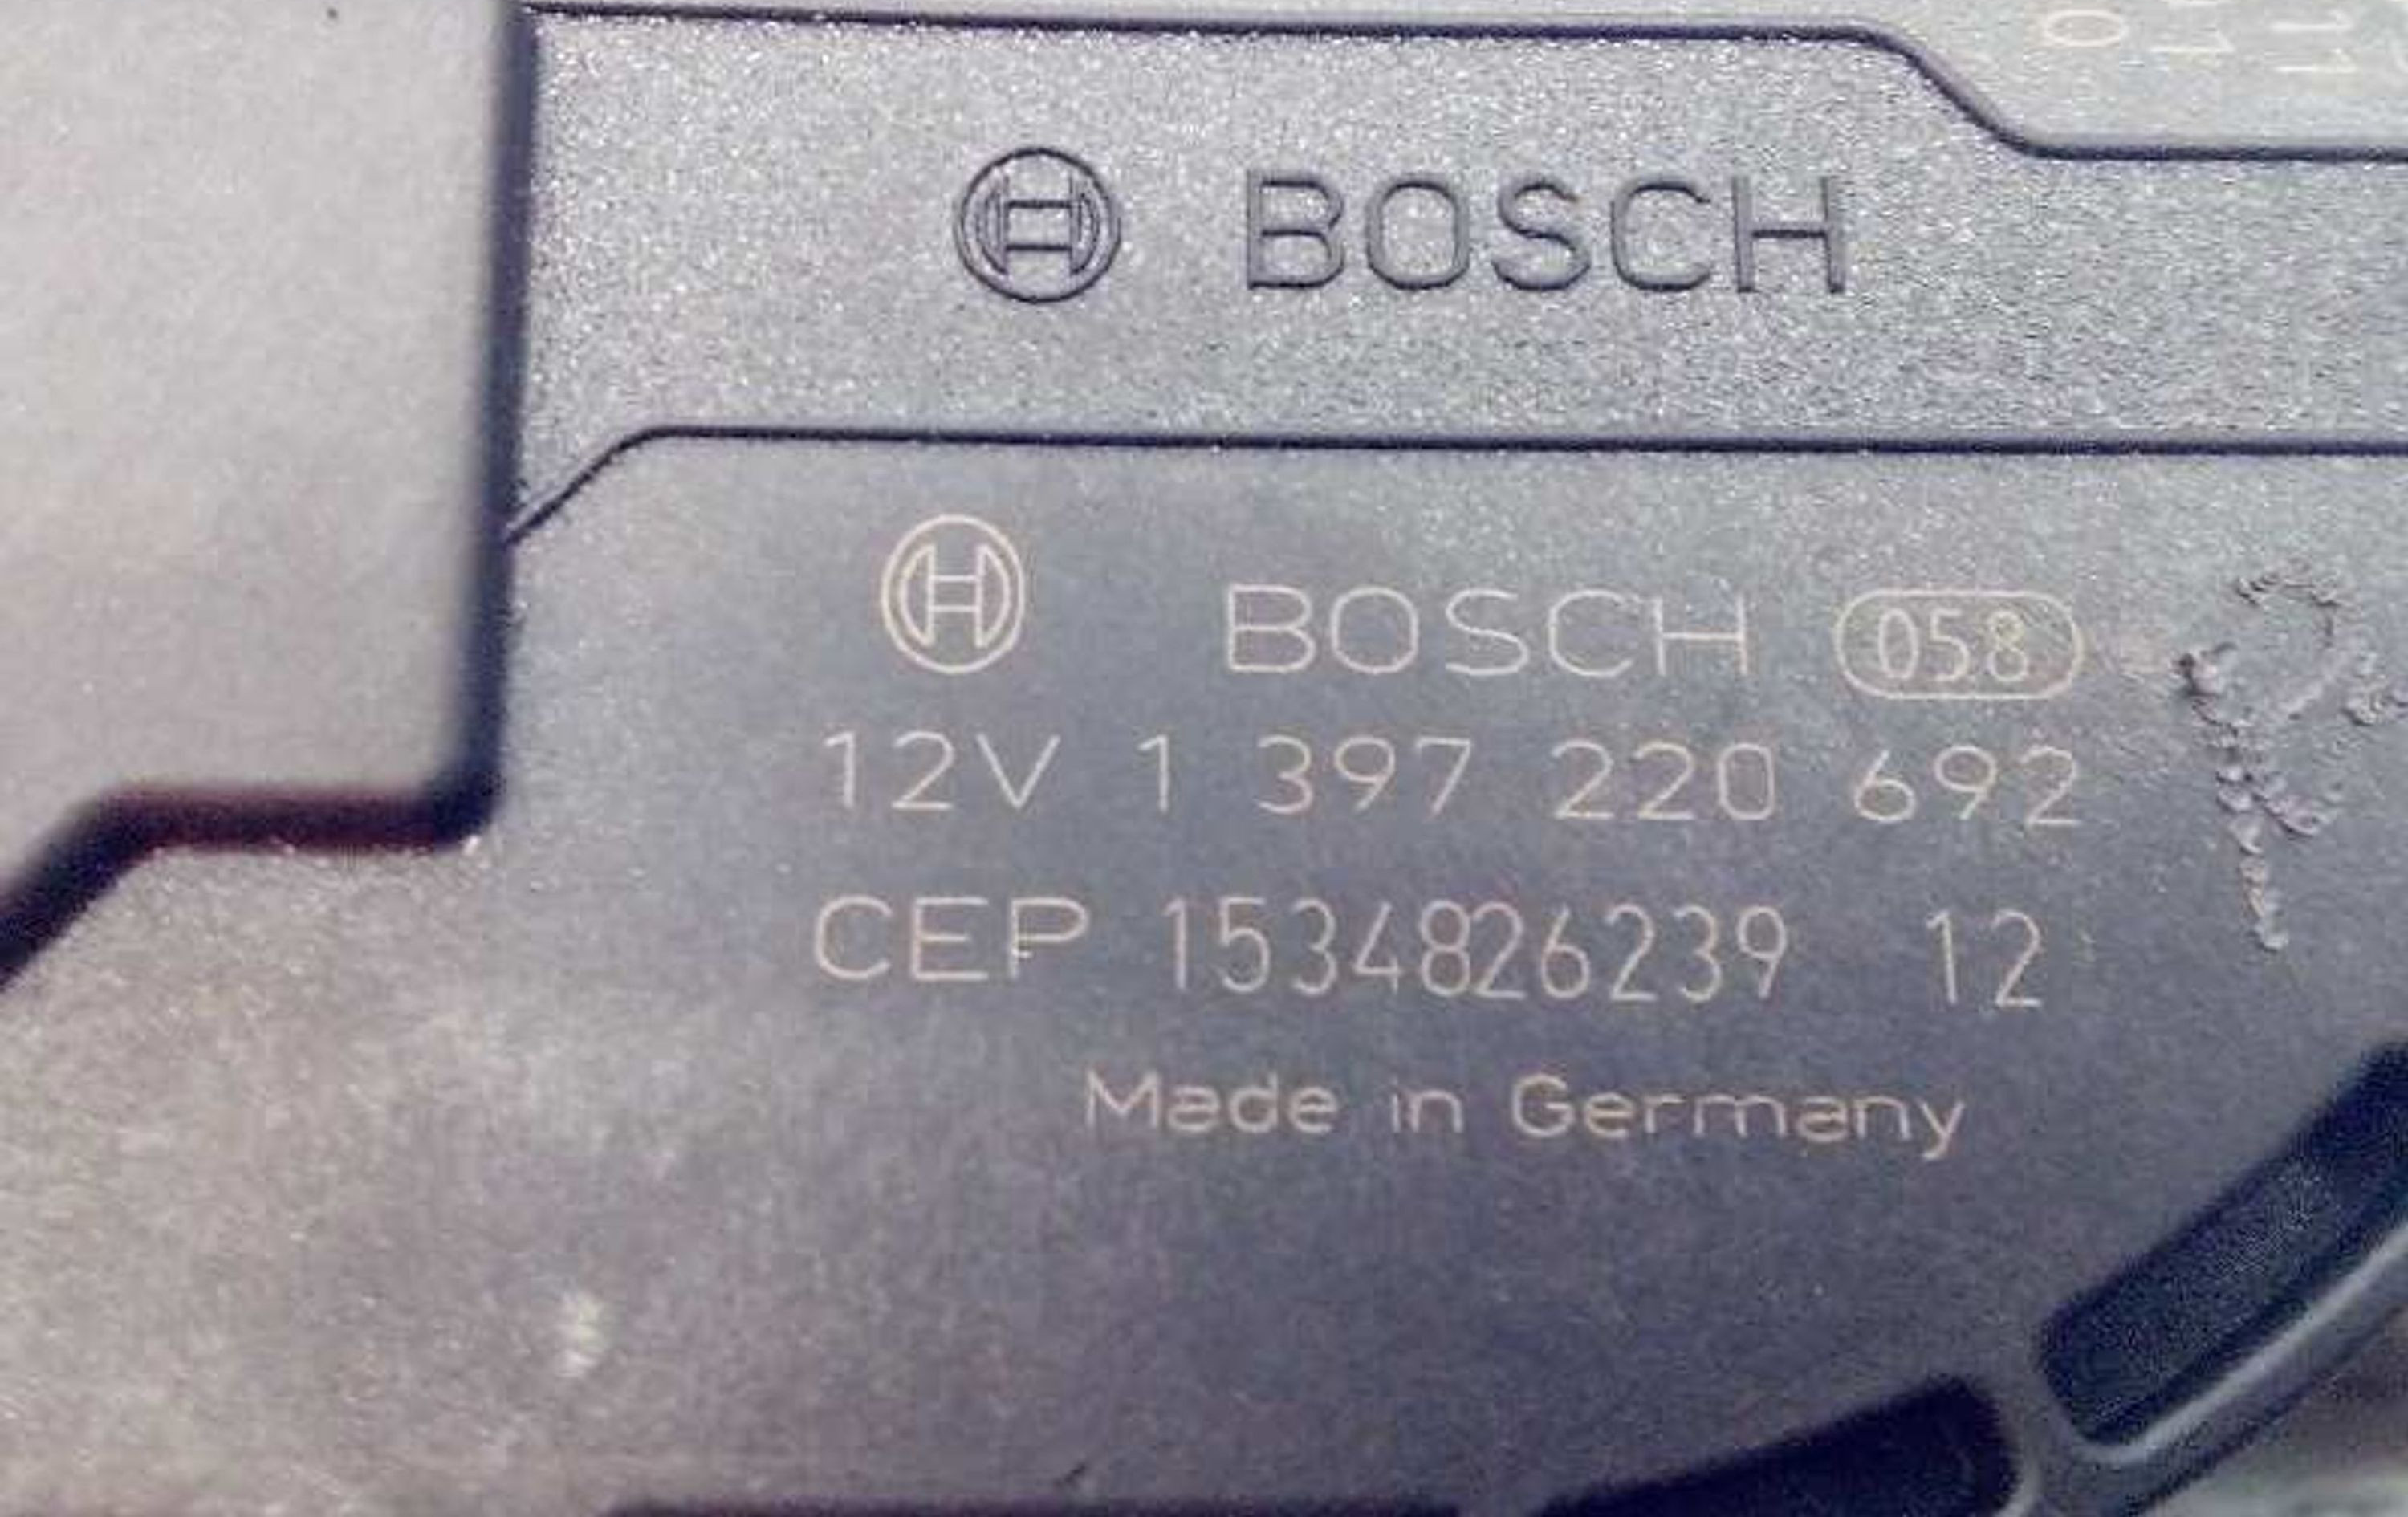 BOSCH
BOSCH 058
12V 1 397 220 692
CEP 1534826239 12
Made in Germany